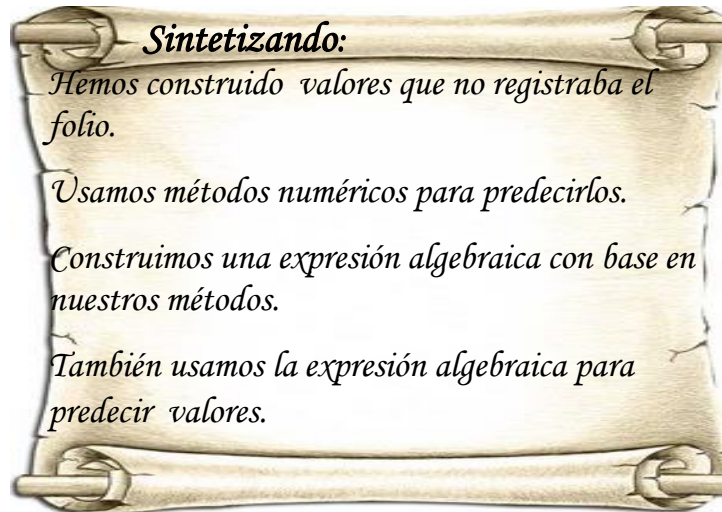 Sintetizando:
Hemos construido valores que no registraba el
folio.
Usamos métodos numéricos para predecirlos.
Construimos una expresión algebraica con base en
nuestros métodos.
También usamos la expresión algebraica para
predecir valores.